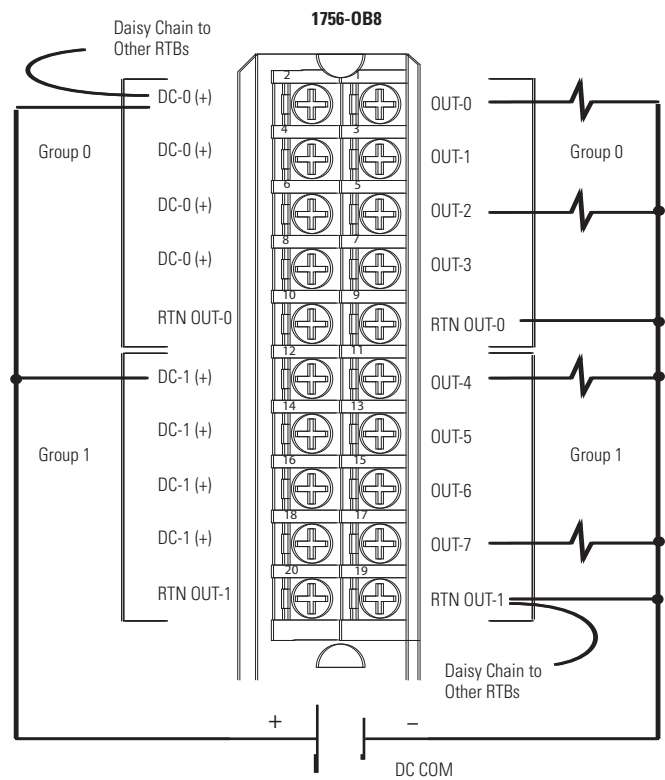 1756-OB8
Daisy Chain to
Other RTBs
DC-0 (+)
2
1
OUT-0
Group 0
DC-0 (+)
4
3
OUT-1
Group 0
DC-0 (+)
6
5
OUT-2
DC-0 (+)
8
7
OUT-3
RTN OUT-0
10
9
RTN OUT-0
DC-1 (+)
12
11
OUT-4
DC-1 (+)
14
13
OUT-5
Group 1
DC-1 (+)
16
15
OUT-6
Group 1
DC-1 (+)
18
17
OUT-7
RTN OUT-1
20
19
RTN OUT-1
Daisy Chain to
Other RTBs
+
–
DC COM